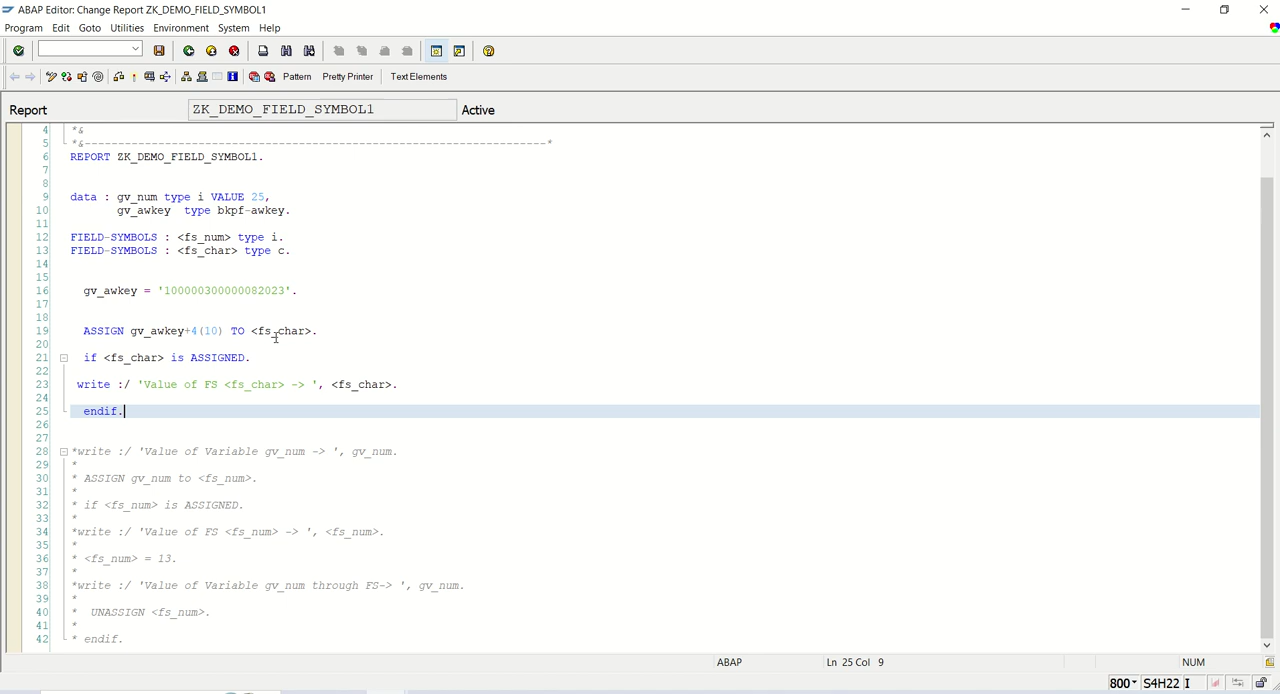 ABAP Editor: Change Report ZK_DEMO_FIELD_SYMBOL1
Program Edit Goto Utilities Environment System Help
Pattern Pretty Printer Text Elements
Report ZK_DEMO_FIELD_SYMBOL1 Active
4 *&
5 *&---------------------------------------------------------------------*
6 REPORT ZK_DEMO_FIELD_SYMBOL1.
7
8
9 data : gv_num type i VALUE 25,
10 gv_awkey type bkpf-awkey.
11
12 FIELD-SYMBOLS : <fs_num> type i.
13 FIELD-SYMBOLS : <fs_char> type c.
14
15
16 gv_awkey = '100000300000082023'.
17
18
19 ASSIGN gv_awkey+4(10) TO <fs_char>.
20
21 if <fs_char> is ASSIGNED.
22
23 write :/ 'Value of FS <fs_char> -> ', <fs_char>.
24
25 endif.
26
27
28 *write :/ 'Value of Variable gv_num -> ', gv_num.
29 *
30 * ASSIGN gv_num to <fs_num>.
31 *
32 * if <fs_num> is ASSIGNED.
33 *
34 *write :/ 'Value of FS <fs_num> -> ', <fs_num>.
35 *
36 * <fs_num> = 13.
37 *
38 *write :/ 'Value of Variable gv_num through FS-> ', gv_num.
39 *
40 * UNASSIGN <fs_num>.
41 *
42 * endif.
ABAP Ln 25 Col 9 NUM
800 S4H22 I